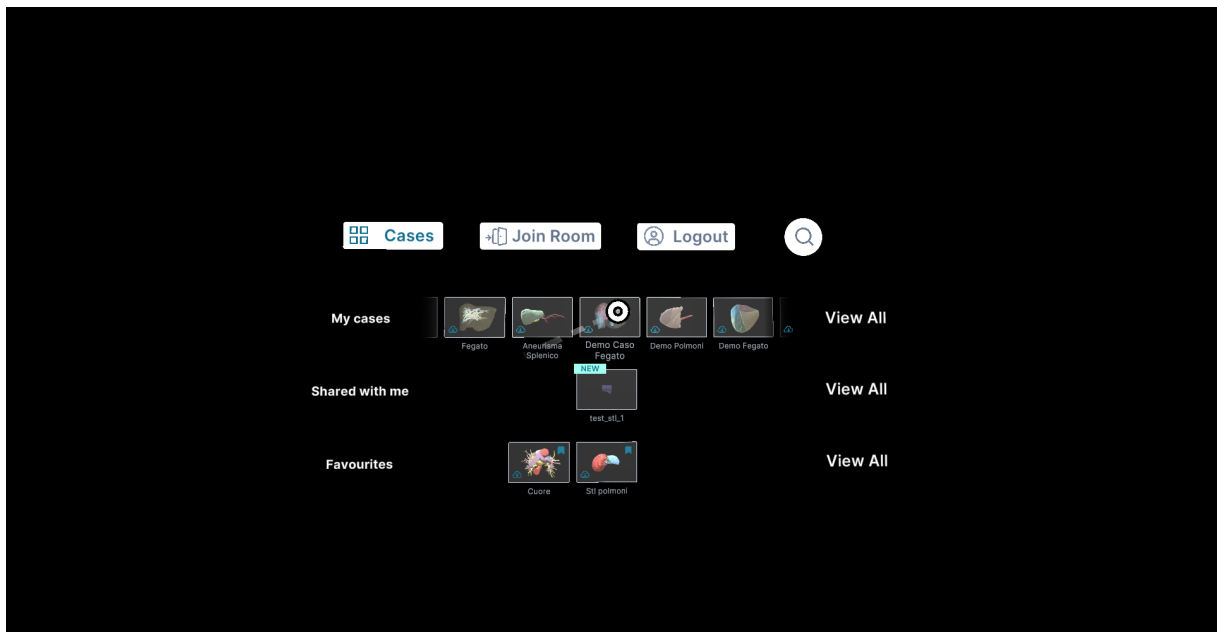 Cases
Join Room
Logout
My cases
Fegato
Aneurisma
Splenico
Demo Caso
Fegato
Demo Polmoni
Demo Fegato
View All
NEW
Shared with me
test_stl_1
View All
Favourites
Cuore
Stl polmoni
View All